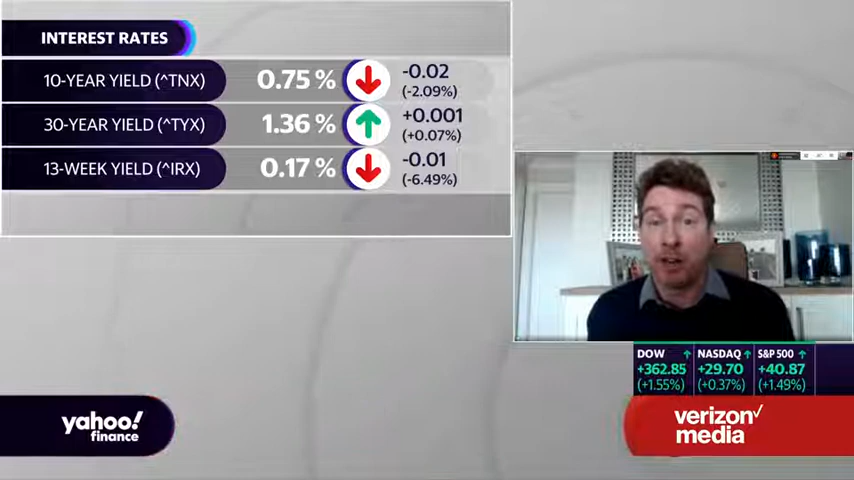 INTEREST RATES
10-YEAR YIELD (^TNX) 0.75 % -0.02
(-2.09%)
30-YEAR YIELD (^TYX) 1.36 % +0.001
(+0.07%)
13-WEEK YIELD (^IRX) 0.17 % -0.01
(-6.49%)
DOW NASDAQ S&P 500
+362.85 +29.70 +40.87
(+1.55%) (+0.37%) (+1.49%)
yahoo!
finance
verizon✓
media